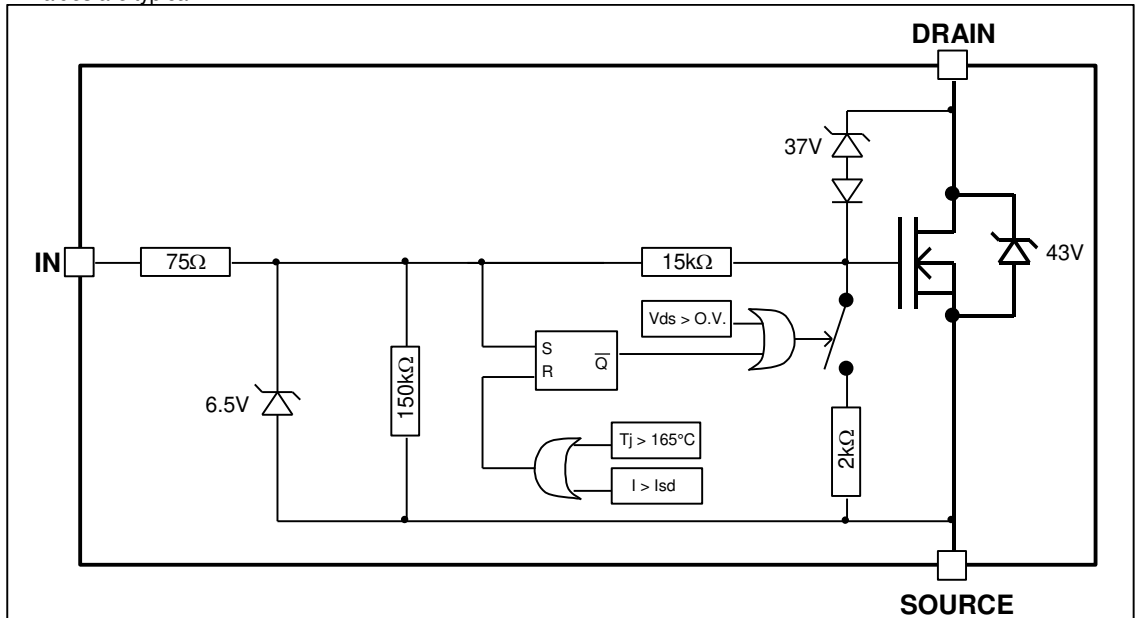 DRAIN
37V
IN
75Ω
15kΩ
43V
Vds > O.V.
S
R
Q̅
150kΩ
6.5V
Tj > 165°C
I > Isd
2kΩ
SOURCE